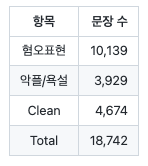 항목 문장 수
혐오표현 10,139
악플/욕설 3,929
Clean 4,674
Total 18,742